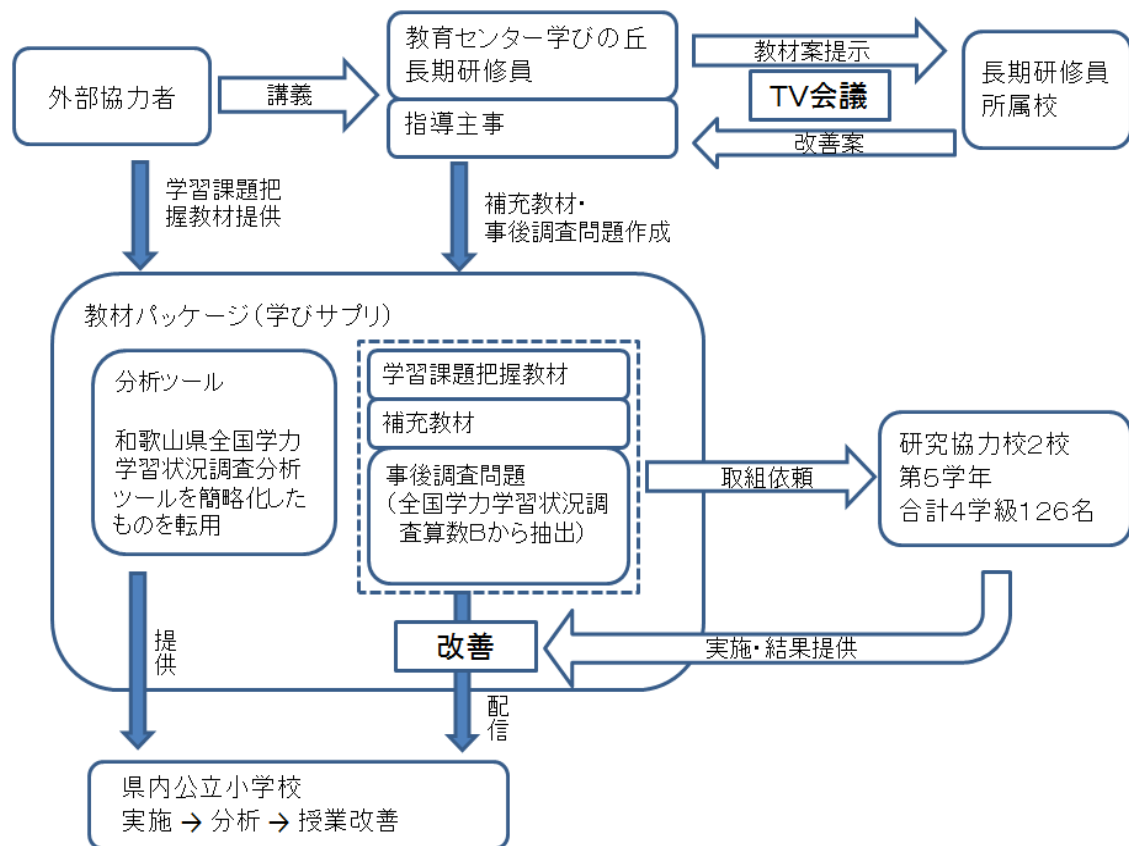 外部協力者
講義
教育センター学びの丘
長期研修員
指導主事
教材案提示
TV会議
改善案
長期研修員
所属校
学習課題把
握教材提供
補充教材・
事後調査問題作成
教材パッケージ（学びサプリ）
分析ツール
和歌山県全国学力
学習状況調査分析
ツールを簡略化した
ものを転用
学習課題把握教材
補充教材
事後調査問題
（全国学力学習状況調
査算数Bから抽出）
取組依頼
研究協力校2校
第5学年
合計4学級126名
改善
実施・結果提供
提
供
配
信
県内公立小学校
実施 → 分析 → 授業改善